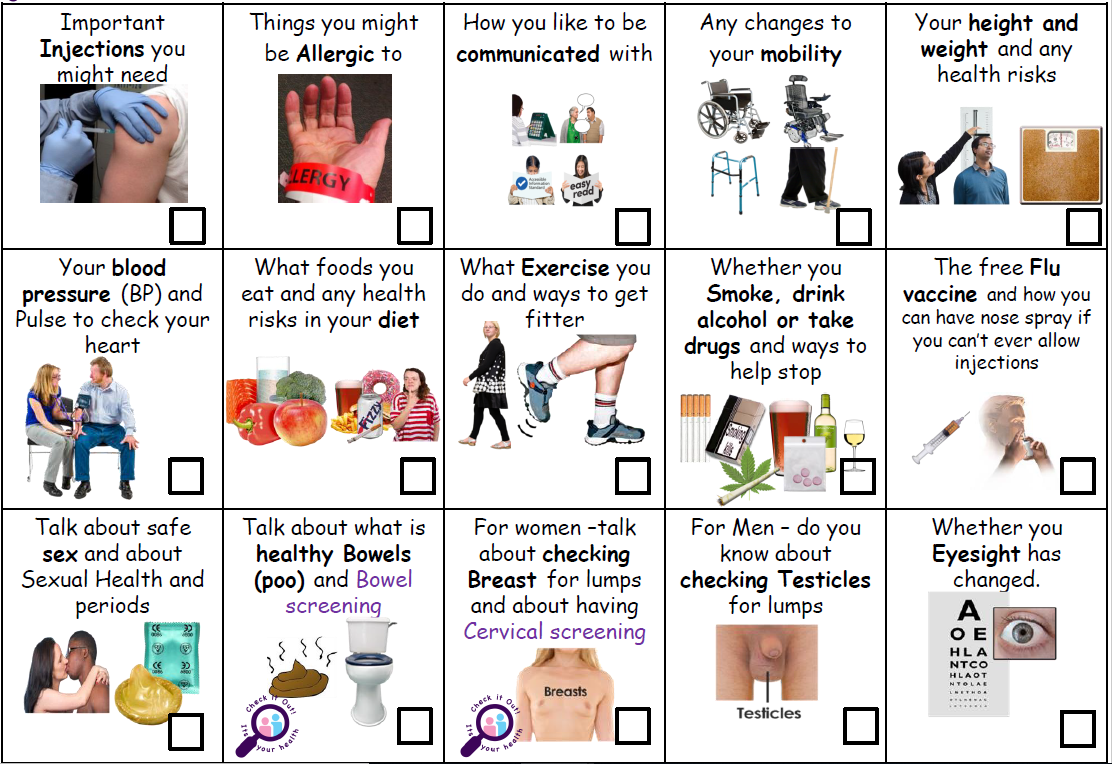 Important
Injections you
might need
Things you might
be Allergic to
LLERGY
How you like to be
communicated with
Accessible
Information
Standard
easy
read
Any changes to
your mobility
Your height and
weight and any
health risks
Your blood
pressure (BP) and
Pulse to check your
heart
What foods you
eat and any health
risks in your diet
FIZZY
What Exercise you
do and ways to get
fitter
Whether you
Smoke, drink
alcohol or take
drugs and ways to
help stop
Smoking
The free Flu
vaccine and how you
can have nose spray if
you can't ever allow
injections
Talk about safe
sex and about
Sexual Health and
periods
Talk about what is
healthy Bowels
(poo) and Bowel
screening
Check it Out!
Its your health
For women –talk
about checking
Breast for lumps
and about having
Cervical screening
Breasts
Check it Out!
Its your health
For Men – do you
know about
checking Testicles
for lumps
Testicles
Whether you
Eyesight has
changed.
A
O E
H L A
N T C O
H L A O T
N T O L A E